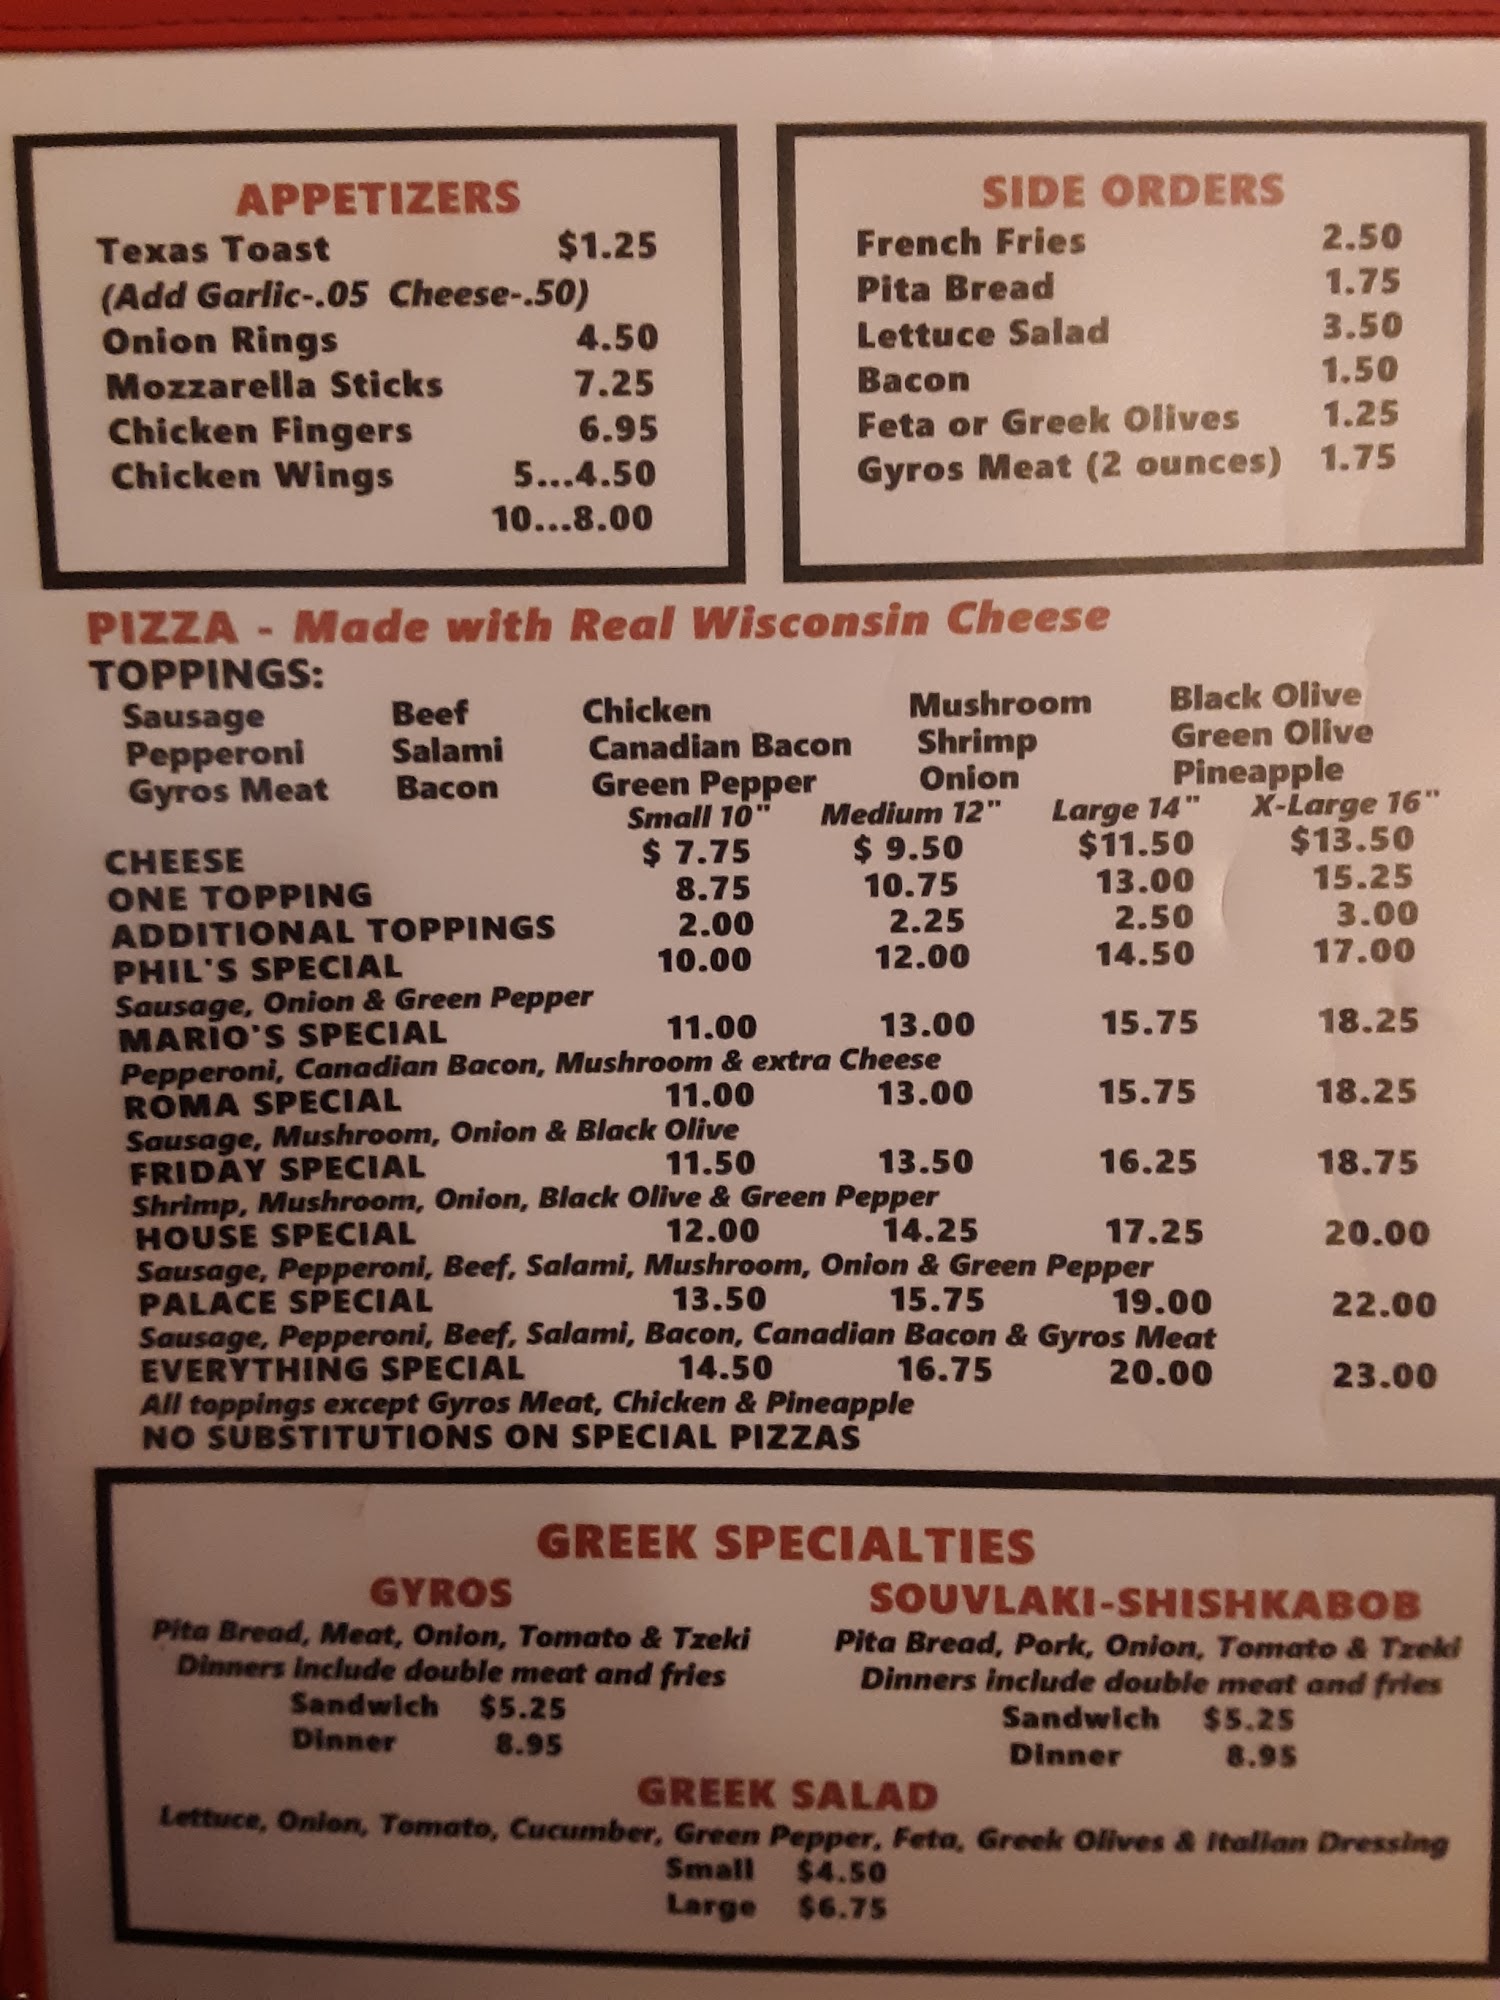 APPETIZERS
Texas Toast $1.25
(Add Garlic-.05 Cheese-.50)
Onion Rings 4.50
Mozzarella Sticks 7.25
Chicken Fingers 6.95
Chicken Wings 5...4.50
10...8.00
SIDE ORDERS
French Fries 2.50
Pita Bread 1.75
Lettuce Salad 3.50
Bacon 1.50
Feta or Greek Olives 1.25
Gyros Meat (2 ounces) 1.75
PIZZA - Made with Real Wisconsin Cheese
TOPPINGS:
Sausage Beef Chicken Mushroom Black Olive
Pepperoni Salami Canadian Bacon Shrimp Green Olive
Gyros Meat Bacon Green Pepper Onion Pineapple
Small 10" Medium 12" Large 14" X-Large 16"
CHEESE $ 7.75 $ 9.50 $11.50 $13.50
ONE TOPPING 8.75 10.75 13.00 15.25
ADDITIONAL TOPPINGS 2.00 2.25 2.50 3.00
PHIL'S SPECIAL 10.00 12.00 14.50 17.00
Sausage, Onion & Green Pepper
MARIO'S SPECIAL 11.00 13.00 15.75 18.25
Pepperoni, Canadian Bacon, Mushroom & extra Cheese
ROMA SPECIAL 11.00 13.00 15.75 18.25
Sausage, Mushroom, Onion & Black Olive
FRIDAY SPECIAL 11.50 13.50 16.25 18.75
Shrimp, Mushroom, Onion, Black Olive & Green Pepper
HOUSE SPECIAL 12.00 14.25 17.25 20.00
Sausage, Pepperoni, Beef, Salami, Mushroom, Onion & Green Pepper
PALACE SPECIAL 13.50 15.75 19.00 22.00
Sausage, Pepperoni, Beef, Salami, Bacon, Canadian Bacon & Gyros Meat
EVERYTHING SPECIAL 14.50 16.75 20.00 23.00
All toppings except Gyros Meat, Chicken & Pineapple
NO SUBSTITUTIONS ON SPECIAL PIZZAS
GREEK SPECIALTIES
GYROS
Pita Bread, Meat, Onion, Tomato & Tzeki
Dinners include double meat and fries
Sandwich $5.25
Dinner 8.95
SOUVLAKI-SHISHKABOB
Pita Bread, Pork, Onion, Tomato & Tzeki
Dinners include double meat and fries
Sandwich $5.25
Dinner 8.95
GREEK SALAD
Lettuce, Onion, Tomato, Cucumber, Green Pepper, Feta, Greek Olives & Italian Dressing
Small $4.50
Large $6.75